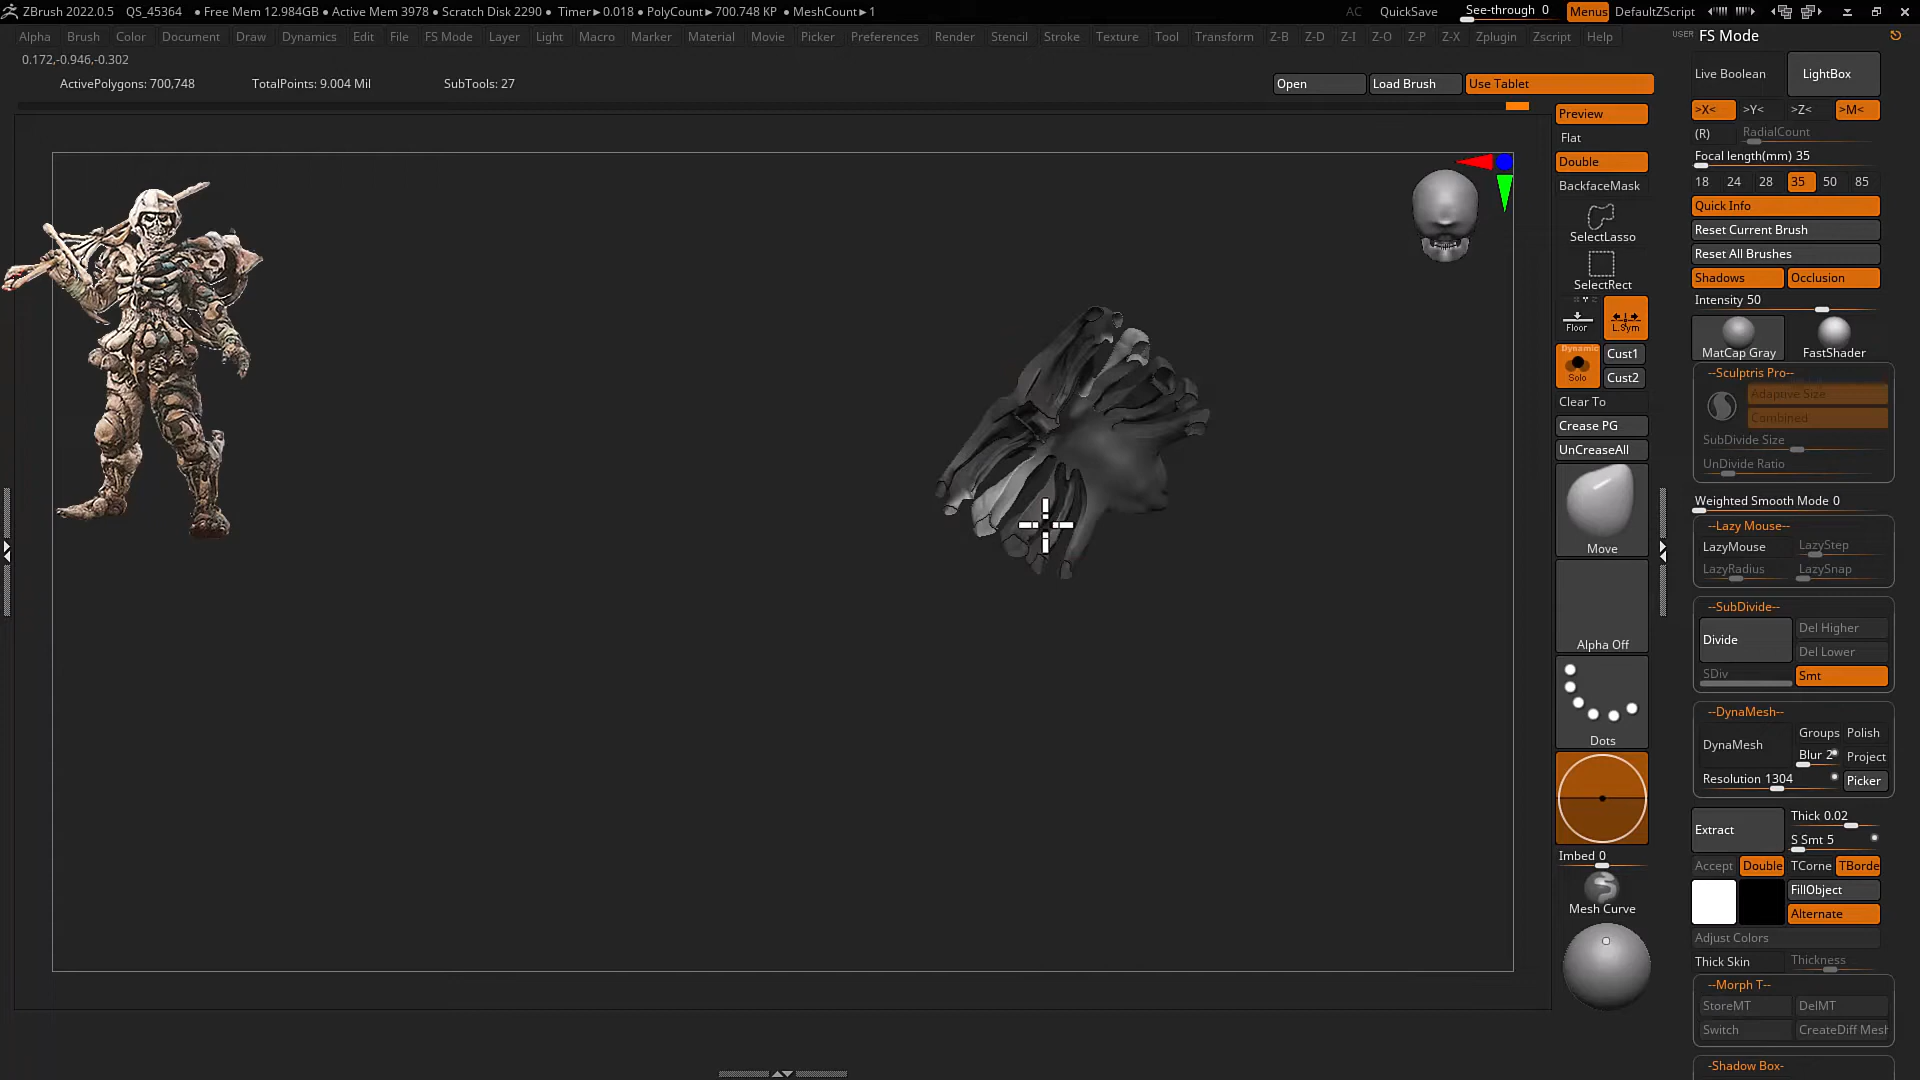 ZBrush 2022.0.5 QS_45364 ● Free Mem 12.984GB ● Active Mem 3978 ● Scratch Disk 2290 ● Timer►0.018 ● PolyCount►700.748 KP ● MeshCount►1 AC QuickSave See-through 0 Menus DefaultZScript
Alpha Brush Color Document Draw Dynamics Edit File FS Mode Layer Light Macro Marker Material Movie Picker Preferences Render Stencil Stroke Texture Tool Transform Z-B Z-D Z-I Z-O Z-P Z-X Zplugin Zscript Help
USER FS Mode
0.172,-0.946,-0.302
ActivePolygons: 700,748 TotalPoints: 9.004 Mil SubTools: 27
Open Load Brush Use Tablet
Preview
Flat
Double
BackfaceMask
SelectLasso
SelectRect
Floor L.Sym
Dynamic
Solo
Cust1
Cust2
Clear To
Crease PG
UnCreaseAll
Move
Alpha Off
Dots
Imbed 0
Mesh Curve
Live Boolean LightBox
>X< >Y< >Z< >M<
(R) RadialCount
Focal length(mm) 35
18 24 28 35 50 85
Quick Info
Reset Current Brush
Reset All Brushes
Shadows Occlusion
Intensity 50
MatCap Gray FastShader
--Sculptris Pro--
Adaptive Size
Combined
SubDivide Size
UnDivide Ratio
Weighted Smooth Mode 0
--Lazy Mouse--
LazyMouse LazyStep
LazyRadius LazySnap
--SubDivide--
Divide Del Higher
Del Lower
SDiv Smt
--DynaMesh--
DynaMesh Groups Polish
Blur 2 Project
Resolution 1304 Picker
Extract Thick 0.02
S Smt 5
Accept Double TCorne TBorde
FillObject
Alternate
Adjust Colors
Thick Skin Thickness
--Morph T--
StoreMT DelMT
Switch CreateDiff Mesh
-Shadow Box-